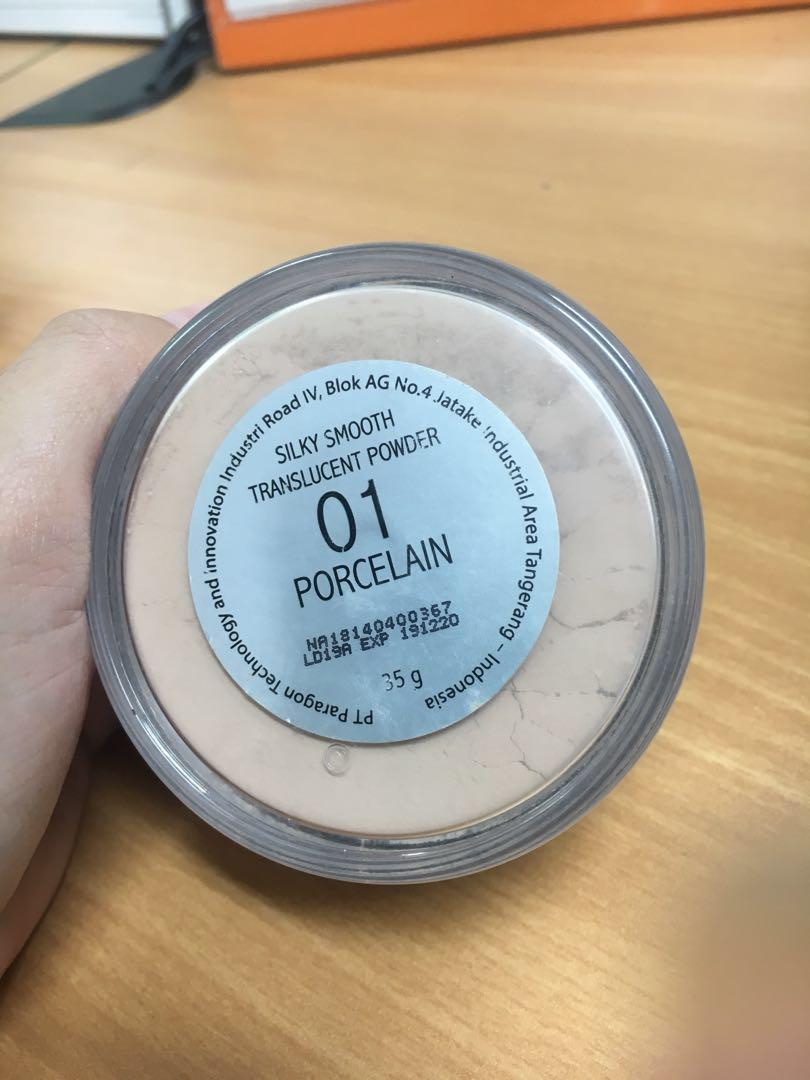 PT Paragon Technology and Innovation Industri Road IV, Blok AG No.4 Jatake Industrial Area Tangerang – Indonesia
SILKY SMOOTH
TRANSLUCENT POWDER
01
PORCELAIN
NA18140400367
LD19A EXP 191220
35 g